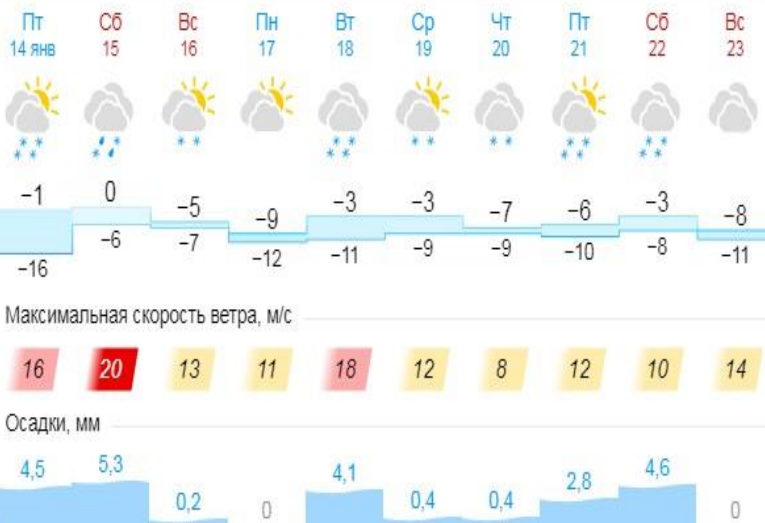 Пт Сб Вс Пн Вт Ср Чт Пт Сб Вс
14 янв 15 16 17 18 19 20 21 22 23
−1 0 −5 −9 −3 −3 −7 −6 −3 −8
−16 −6 −7 −12 −11 −9 −9 −10 −8 −11
Максимальная скорость ветра, м/с
16 20 13 11 18 12 8 12 10 14
Осадки, мм
4,5 5,3 0,2 0 4,1 0,4 0,4 2,8 4,6 0